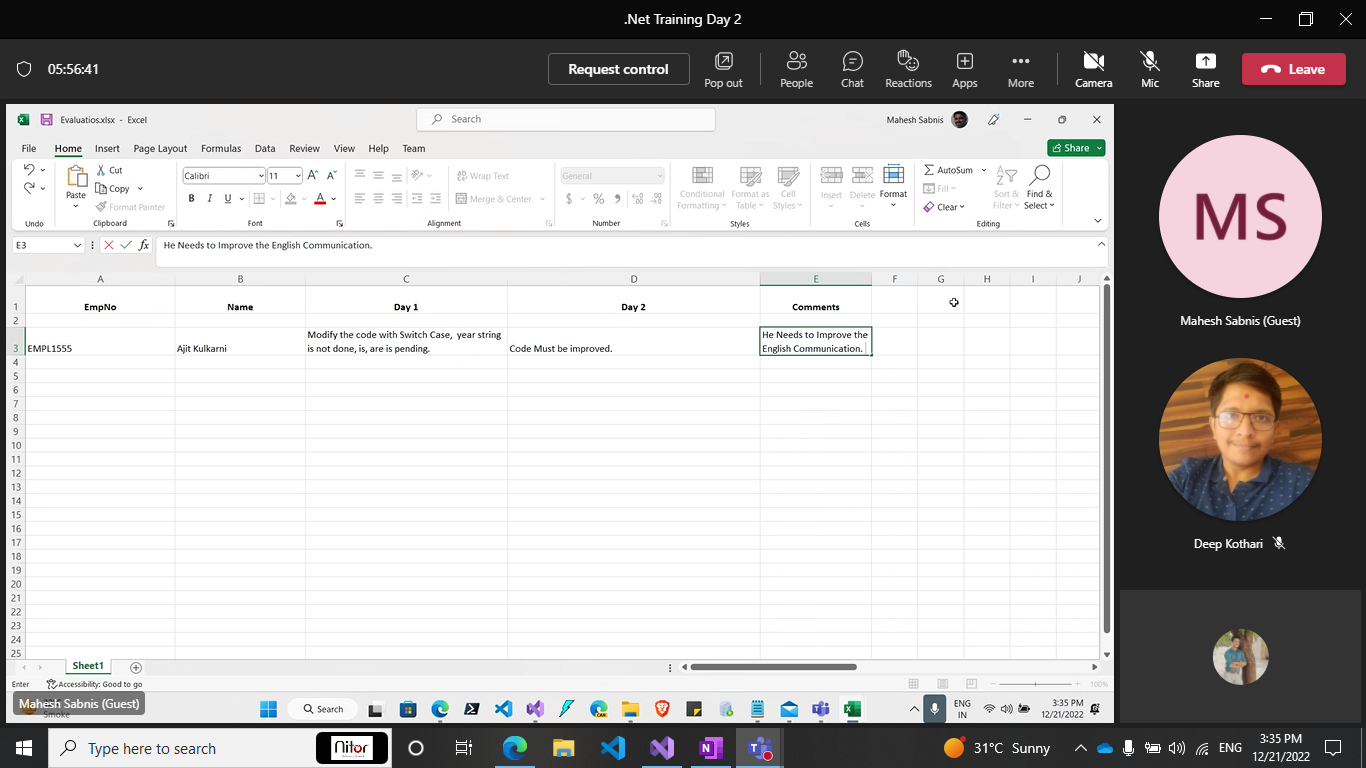 .Net Training Day 2
05:56:41
Request control
Pop out
People
Chat
Reactions
Apps
More
Camera
Mic
Share
Leave
Evaluatios.xlsx - Excel
Search
Mahesh Sabnis
File Home Insert Page Layout Formulas Data Review View Help Team
Share
Undo
Paste
Cut
Copy
Format Painter
Clipboard
Calibri 11
B I U
Font
Wrap Text
Merge & Center
Alignment
General
$ % ,
Number
Conditional Formatting
Format as Table
Cell Styles
Styles
Insert Delete Format
Cells
AutoSum
Fill
Clear
Sort & Filter
Find & Select
Editing
E3 fx He Needs to Improve the English Communication.
A B C D E F G H I J
1 EmpNo Name Day 1 Day 2 Comments
2
3 EMPL1555 Ajit Kulkarni Modify the code with Switch Case, year string is not done, is, are is pending. Code Must be improved. He Needs to Improve the English Communication.
4
5
6
7
8
9
10
11
12
13
14
15
16
17
18
19
20
21
22
23
24
25
Sheet1
Enter Accessibility: Good to go
100%
Mahesh Sabnis (Guest)
Smoke
Search
ENG
IN
3:35 PM
12/21/2022
MS
Mahesh Sabnis (Guest)
Deep Kothari
Type here to search
Nitor
31°C Sunny
ENG
3:35 PM
12/21/2022